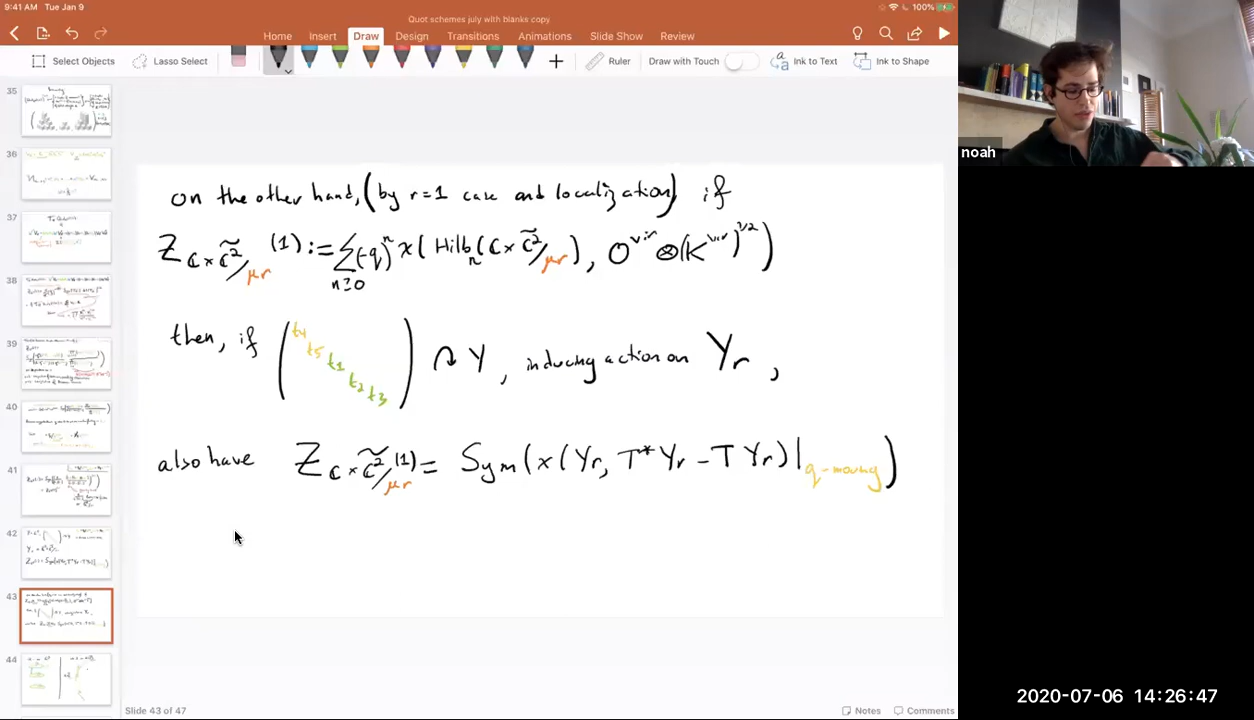 9:41 AM Tue Jan 9
100%
Quot schemes july with blanks copy
Home Insert Draw Design Transitions Animations Slide Show Review
Select Objects Lasso Select Ruler Draw with Touch Ink to Text Ink to Shape
35
36
37
38
39
40
41
42
43
44
on the other hand, (by r=1 case and localization) if
Z_{C×\widetilde{C^2/μr}}(1) := Σ_{n≥0} (-q)^n χ(Hilb_n(C×\widetilde{C^2/μr}), O^{vir} ⊗ (K^{vir})^{1/2})
then, if (t4 t5 t1 t2 t3) ↷ Y, inducing action on Yr,
also have Z_{C×\widetilde{C^2/μr}}(1) = Sym(χ(Yr, T*Yr - TYr)|_{q-moving})
Slide 43 of 47
Notes Comments
noah
2020-07-06 14:26:47